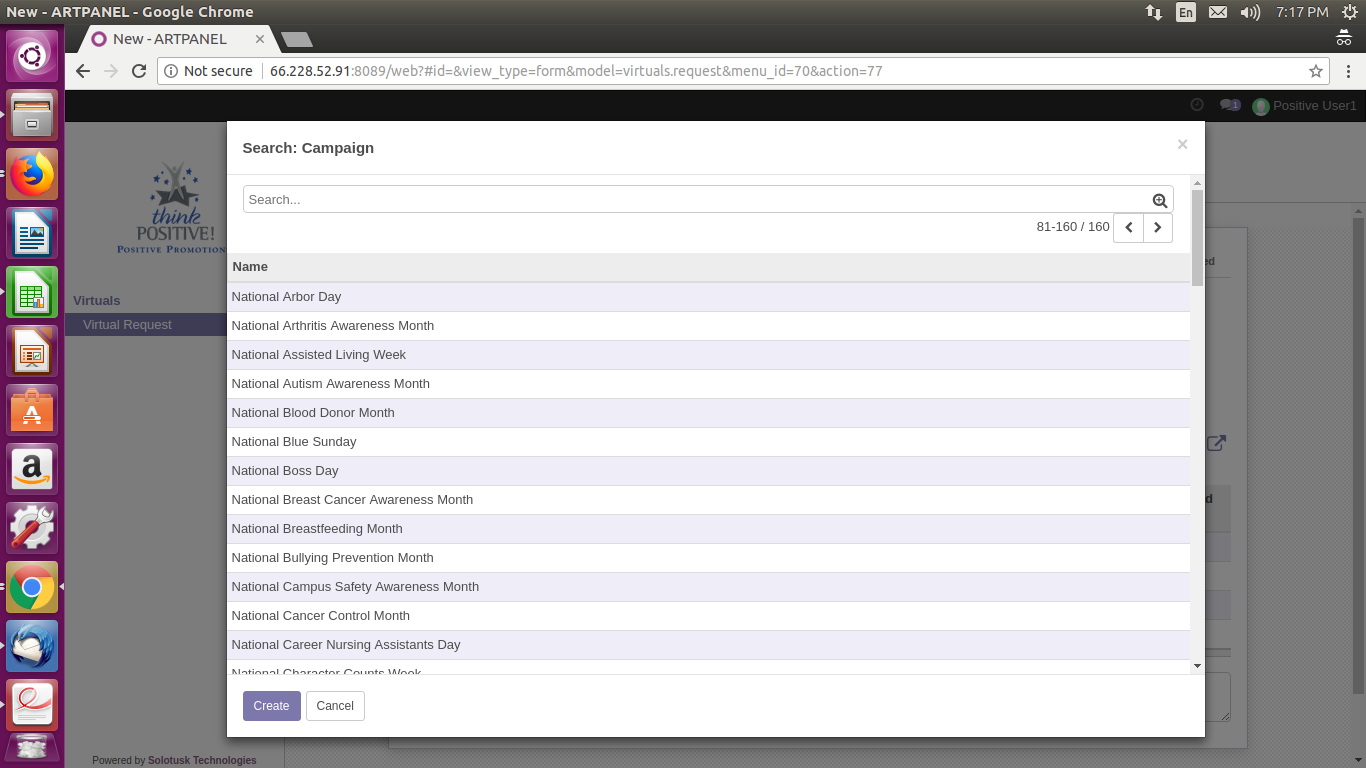 New - ARTPANEL - Google Chrome
En
7:17 PM
New - ARTPANEL
Not secure
66.228.52.91:8089/web?#id=&view_type=form&model=virtuals.request&menu_id=70&action=77
1
Positive User1
think
POSITIVE!
POSITIVE PROMOTION
Virtuals
Virtual Request
Search: Campaign
×
Search...
81-160 / 160
Name
National Arbor Day
National Arthritis Awareness Month
National Assisted Living Week
National Autism Awareness Month
National Blood Donor Month
National Blue Sunday
National Boss Day
National Breast Cancer Awareness Month
National Breastfeeding Month
National Bullying Prevention Month
National Campus Safety Awareness Month
National Cancer Control Month
National Career Nursing Assistants Day
National Character Counts Week
Create
Cancel
Powered by Solotusk Technologies